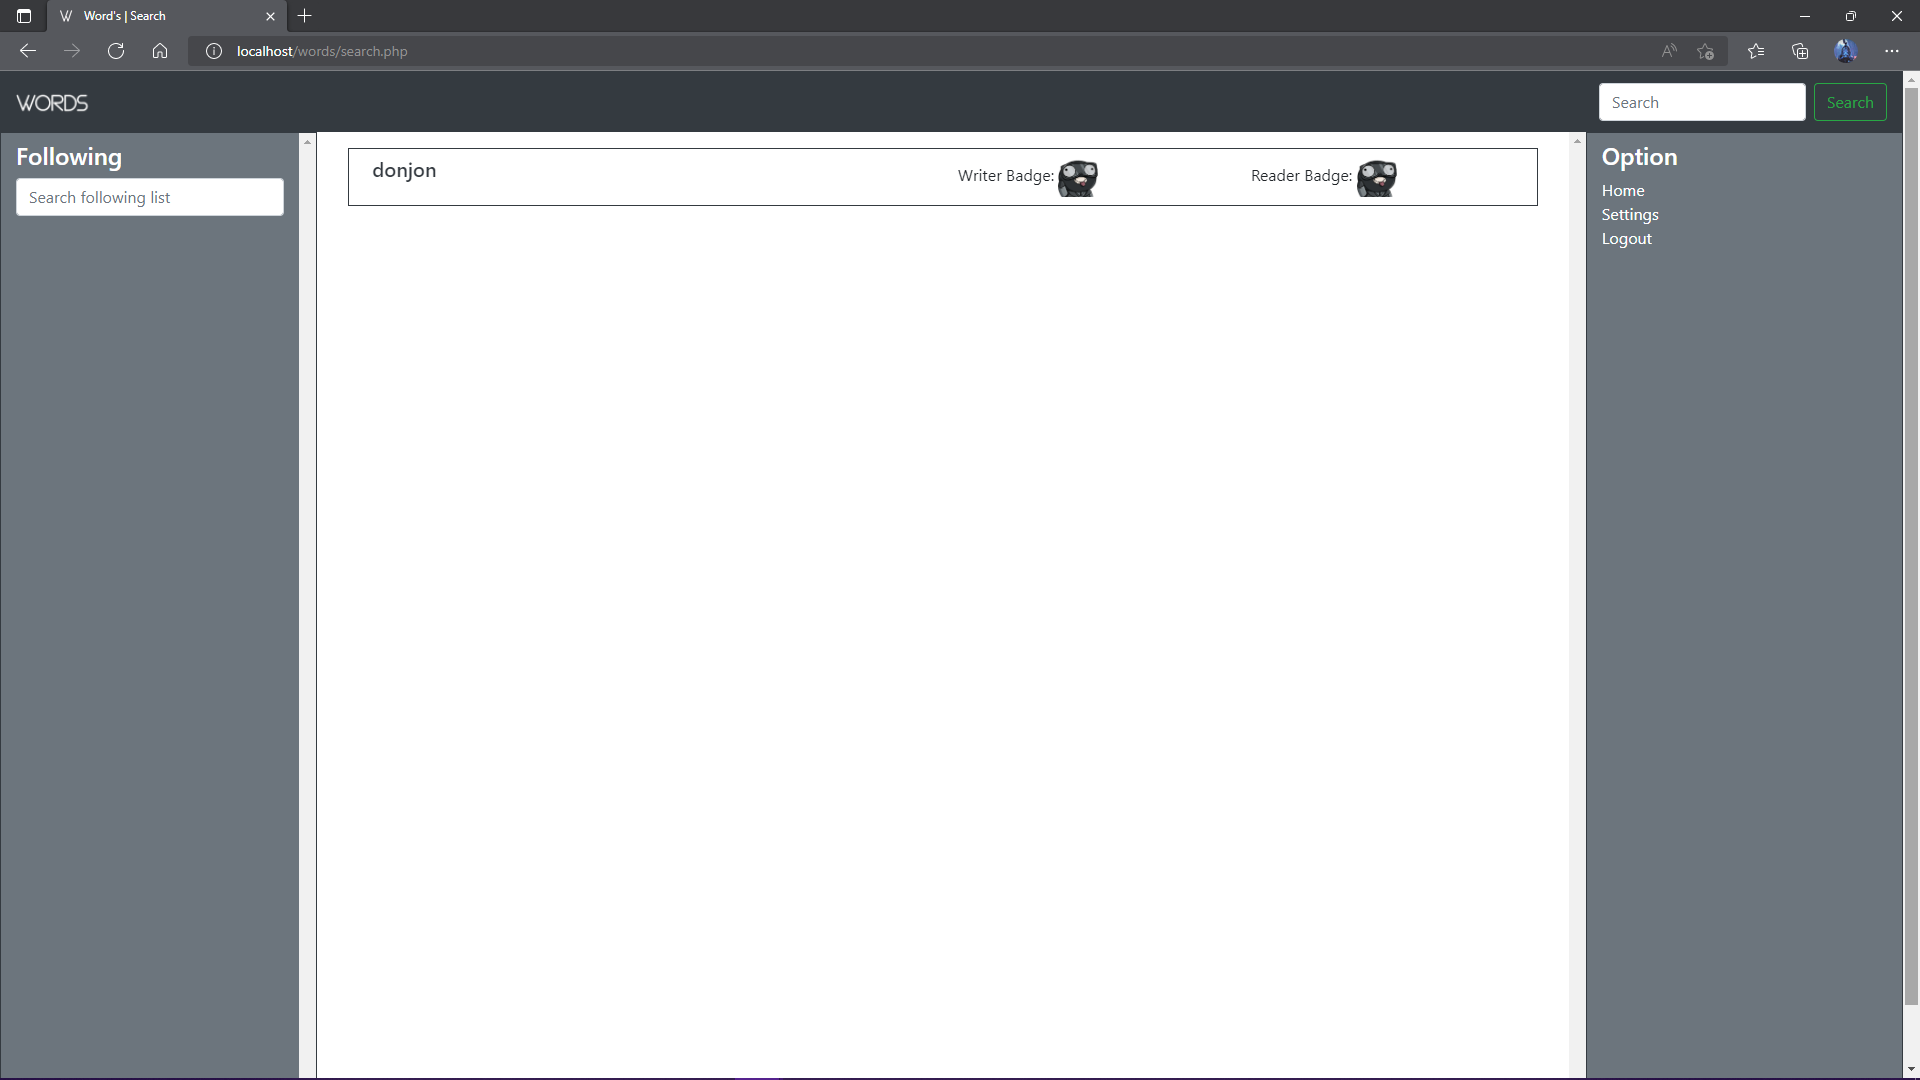 Word's | Search
localhost/words/search.php
WORDS
Search
Search
Following
Search following list
donjon
Writer Badge:
Reader Badge:
Option
Home
Settings
Logout